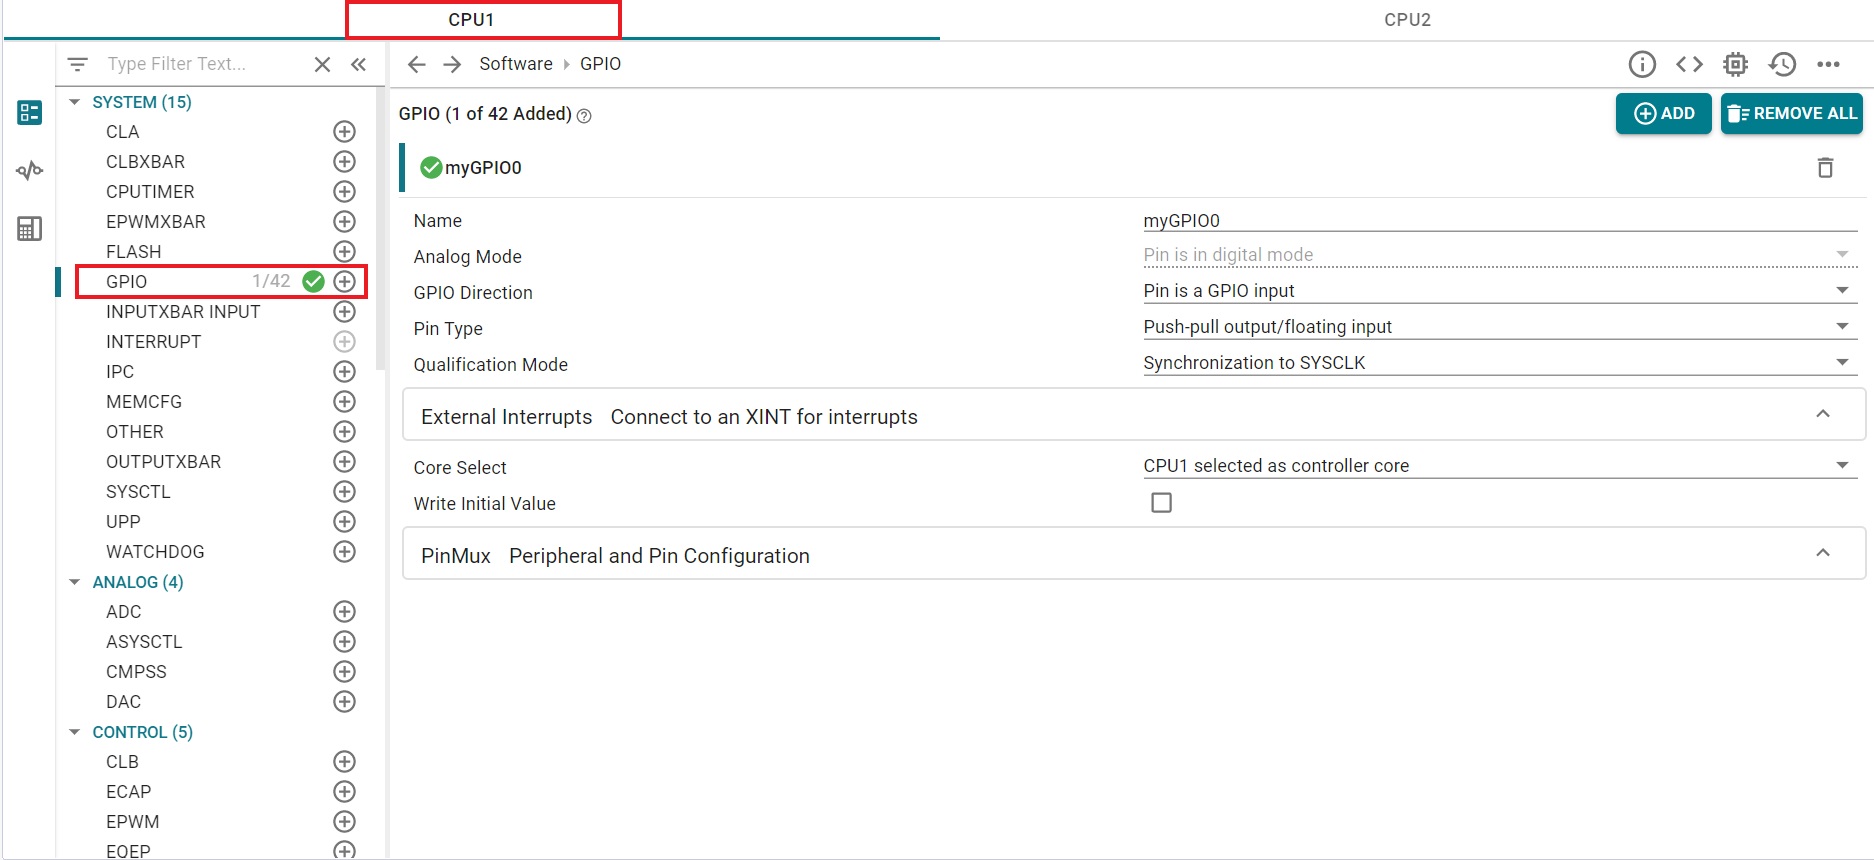 CPU1
CPU2
Type Filter Text...
Software GPIO
SYSTEM (15)
CLA
CLBXBAR
CPUTIMER
EPWMXBAR
FLASH
GPIO 1/42
INPUTXBAR INPUT
INTERRUPT
IPC
MEMCFG
OTHER
OUTPUTXBAR
SYSCTL
UPP
WATCHDOG
ANALOG (4)
ADC
ASYSCTL
CMPSS
DAC
CONTROL (5)
CLB
ECAP
EPWM
EQEP
GPIO (1 of 42 Added)
ADD
REMOVE ALL
myGPIO0
Name myGPIO0
Analog Mode Pin is in digital mode
GPIO Direction Pin is a GPIO input
Pin Type Push-pull output/floating input
Qualification Mode Synchronization to SYSCLK
External Interrupts Connect to an XINT for interrupts
Core Select CPU1 selected as controller core
Write Initial Value
PinMux Peripheral and Pin Configuration